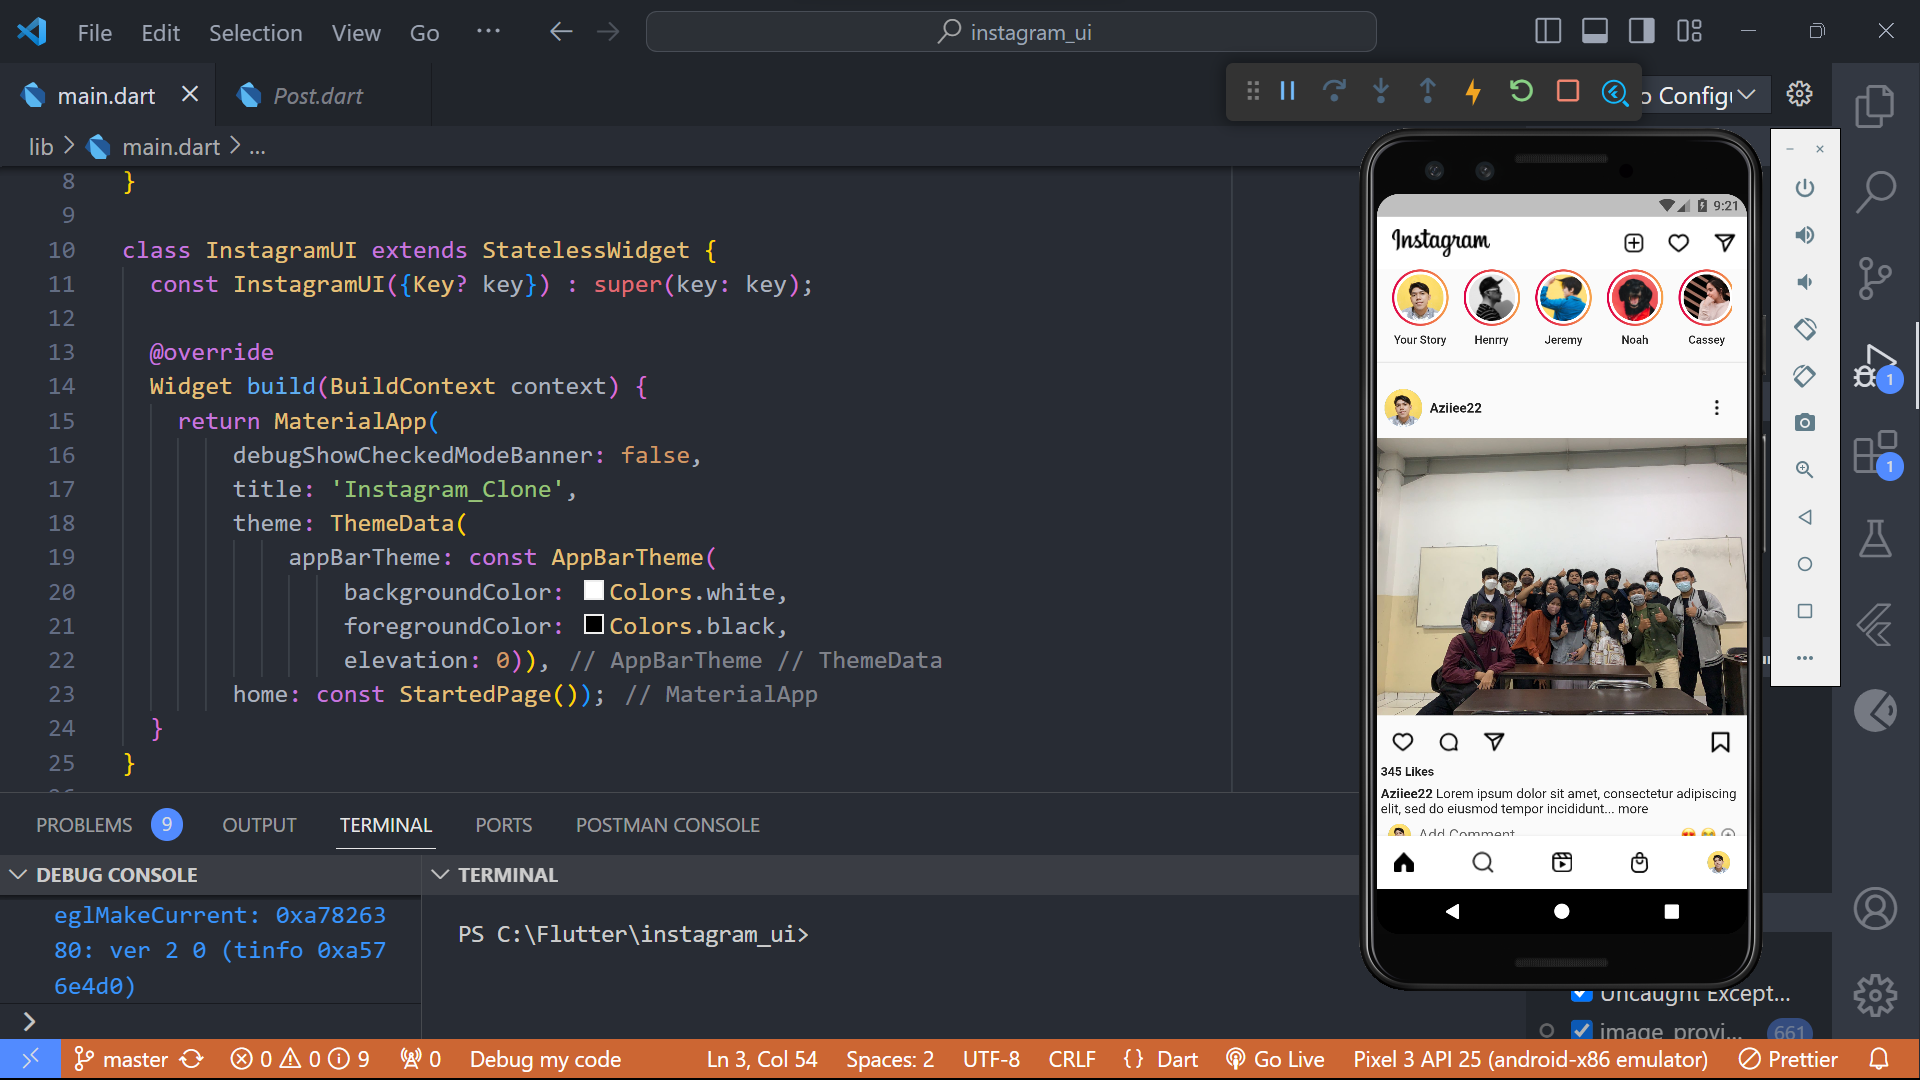 File Edit Selection View Go ···
instagram_ui
main.dart
Post.dart
Config
lib > main.dart > ...
8 }
9
10 class InstagramUI extends StatelessWidget {
11 const InstagramUI({Key? key}) : super(key: key);
12
13 @override
14 Widget build(BuildContext context) {
15 return MaterialApp(
16 debugShowCheckedModeBanner: false,
17 title: 'Instagram_Clone',
18 theme: ThemeData(
19 appBarTheme: const AppBarTheme(
20 backgroundColor: Colors.white,
21 foregroundColor: Colors.black,
22 elevation: 0)), // AppBarTheme // ThemeData
23 home: const StartedPage()); // MaterialApp
24 }
25 }
PROBLEMS 9 OUTPUT TERMINAL PORTS POSTMAN CONSOLE
DEBUG CONSOLE
eglMakeCurrent: 0xa78263
80: ver 2 0 (tinfo 0xa57
6e4d0)
TERMINAL
PS C:\Flutter\instagram_ui>
9:21
Instagram
Your Story Henrry Jeremy Noah Cassey
Aziiee22
345 Likes
Aziiee22 Lorem ipsum dolor sit amet, consectetur adipiscing
elit, sed do eiusmod tempor incididunt... more
Add Comment
1
1
Uncaught Except...
image_provi... 661
master 0 0 9 0 Debug my code Ln 3, Col 54 Spaces: 2 UTF-8 CRLF {} Dart Go Live Pixel 3 API 25 (android-x86 emulator) Prettier